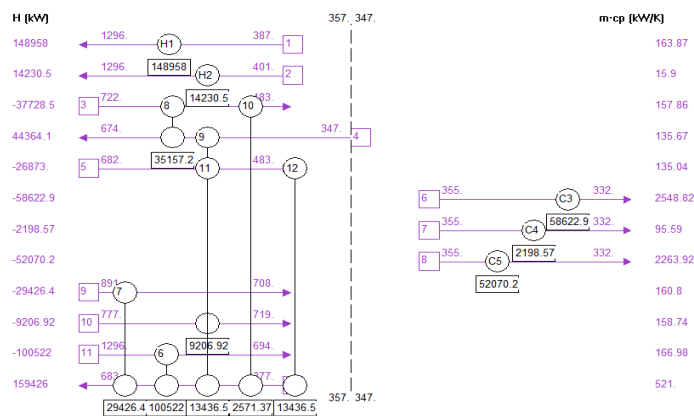 H [kW] 357. 347. m·cp [kW/K]
148958 1296. H1 387. 1 163.87
148958
14230.5 1296. H2 401. 2 15.9
14230.5
-37728.5 3 722. 8 10 483. 157.86
44364.1 674. 9 347. 4 135.67
35157.2
-26873. 5 682. 11 483. 12 135.04
-58622.9 6 355. C3 332. 2548.82
58622.9
-2198.57 7 355. C4 332. 95.59
2198.57
-52070.2 8 355. C5 332. 2263.92
52070.2
-29426.4 9 891. 7 708. 160.8
-9206.92 10 777. 719. 158.74
9206.92
-100522 11 1296. 6 694. 166.98
159426 683. 377. 521.
357. 347.
29426.4 100522 13436.5 2571.37 13436.5